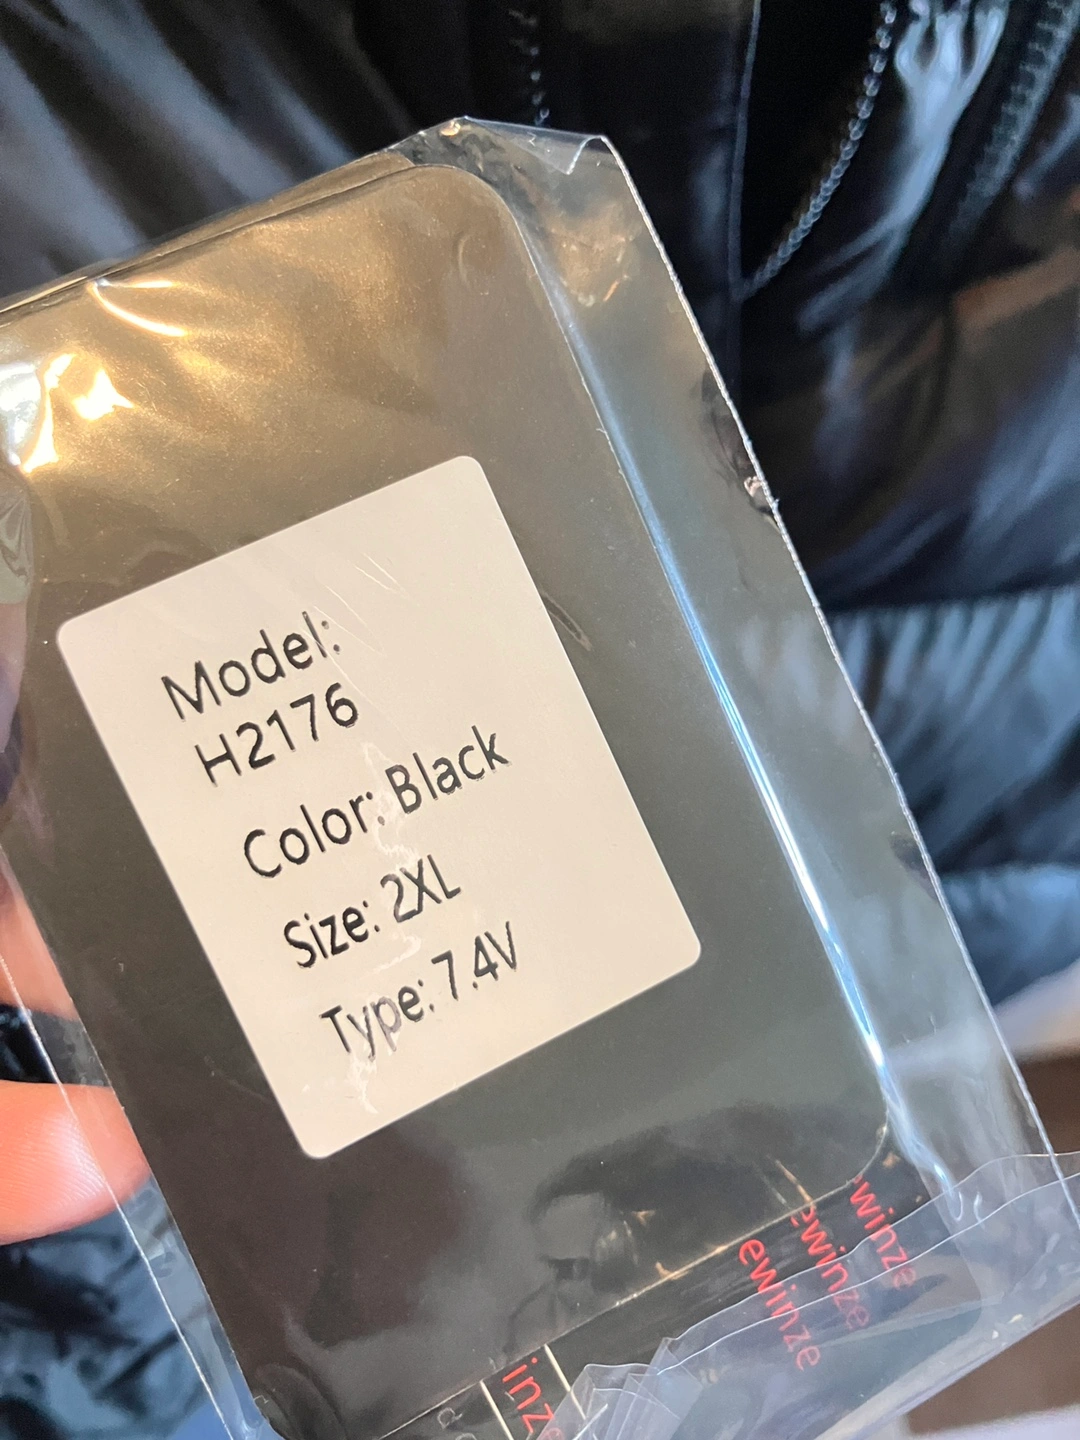 Model:
H2176
Color: Black
Size: 2XL
Type: 7.4V
ewinze
ewinze
ewinze